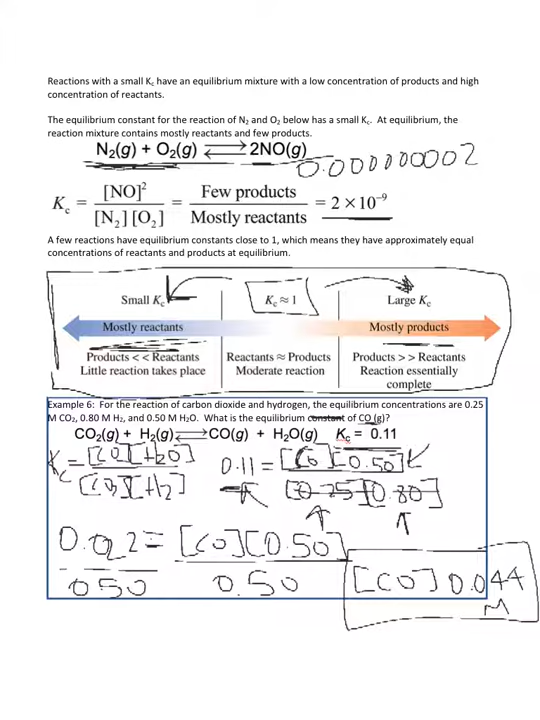 Reactions with a small Kc have an equilibrium mixture with a low concentration of products and high
concentration of reactants.
The equilibrium constant for the reaction of N₂ and O₂ below has a small Kc. At equilibrium, the
reaction mixture contains mostly reactants and few products.
N₂(g) + O₂(g) ⇌ 2NO(g)
0.000000002
Kc = [NO]² / [N₂][O₂] = Few products / Mostly reactants = 2 × 10⁻⁹
A few reactions have equilibrium constants close to 1, which means they have approximately equal
concentrations of reactants and products at equilibrium.
Small Kc Kc ≈ 1 Large Kc
Mostly reactants Mostly products
Products < < Reactants Reactants ≈ Products Products > > Reactants
Little reaction takes place Moderate reaction Reaction essentially
complete
Example 6: For the reaction of carbon dioxide and hydrogen, the equilibrium concentrations are 0.25
M CO₂, 0.80 M H₂, and 0.50 M H₂O. What is the equilibrium constant of CO (g)?
CO₂(g) + H₂(g) ⇌ CO(g) + H₂O(g) Kc = 0.11
Kc = [CO][H₂O] / [CO₂][H₂] 0.11 = [CO][0.50] / [0.25][0.80]
0.022 = [CO][0.50]
0.50 0.50
[CO] 0.044
M